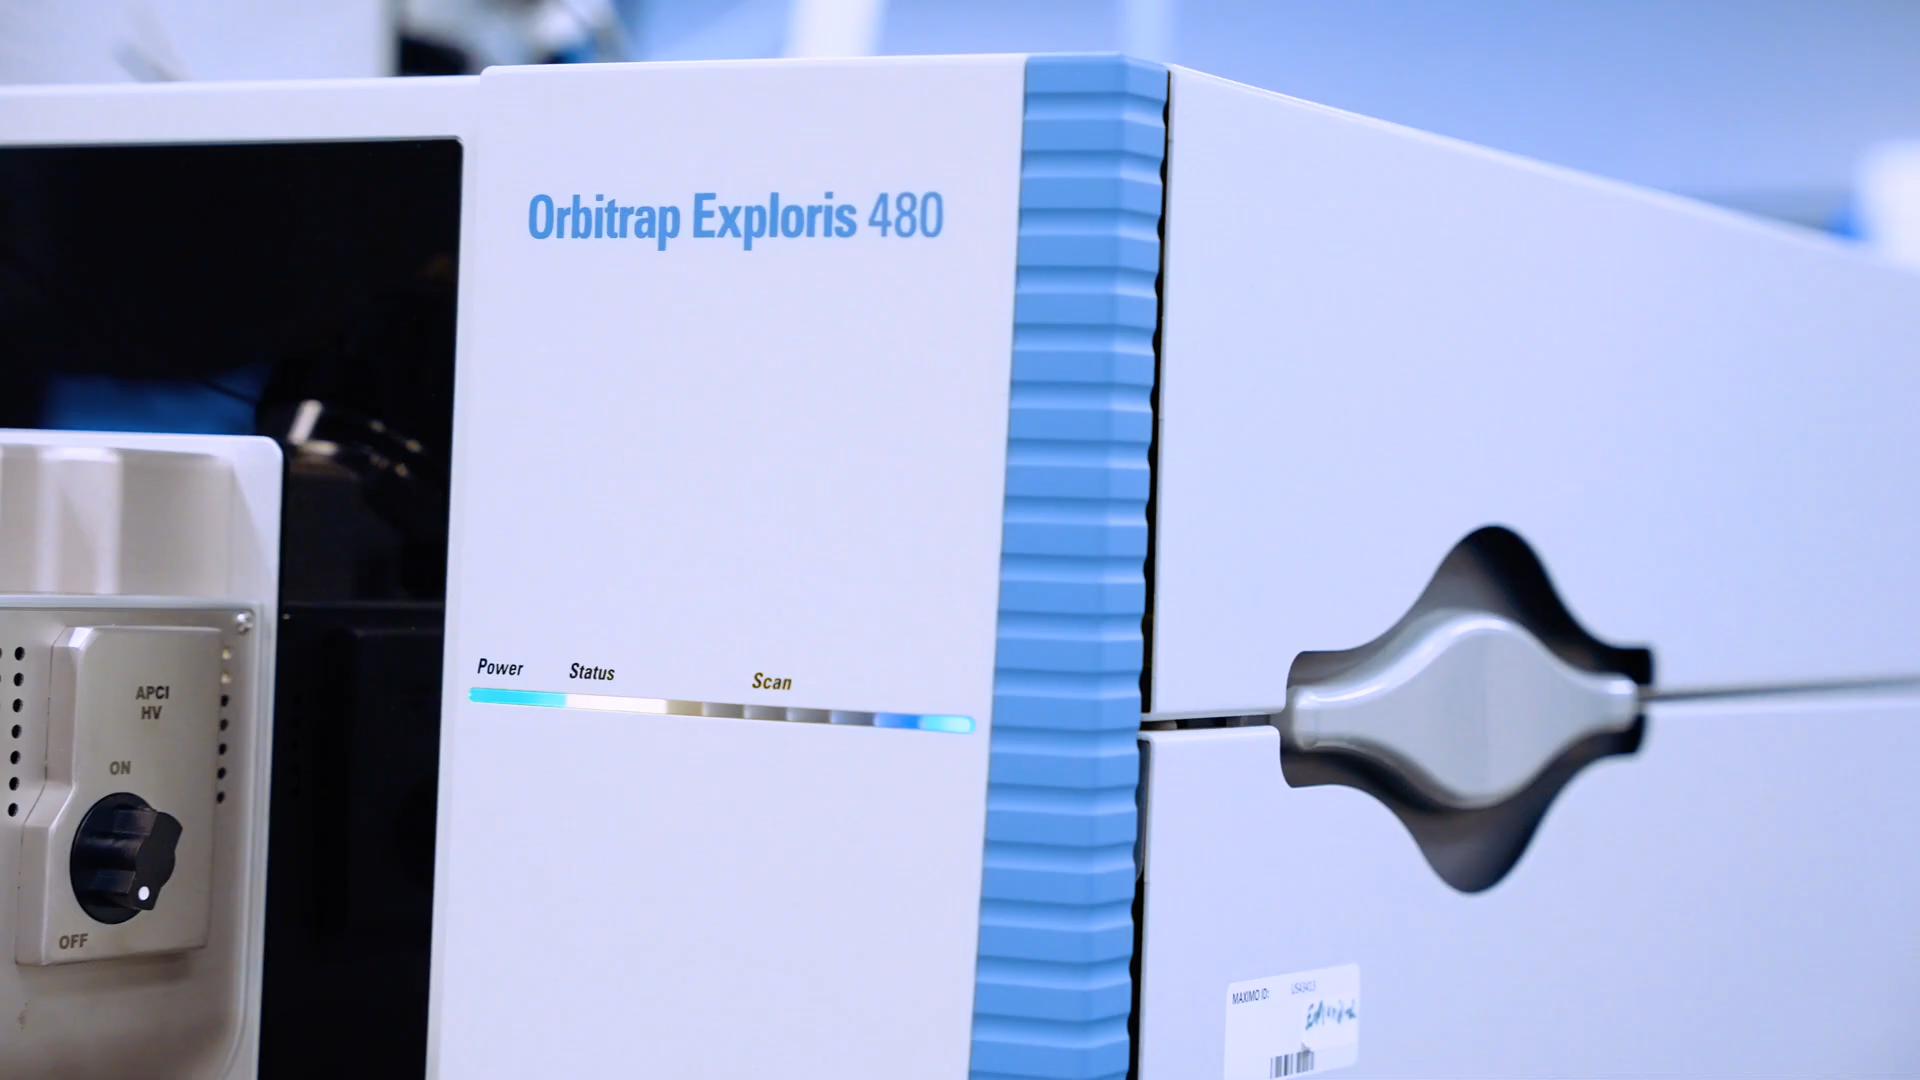 Orbitrap Exploris 480
Power Status Scan
APCI
HV
ON
OFF
MAXIMO ID: